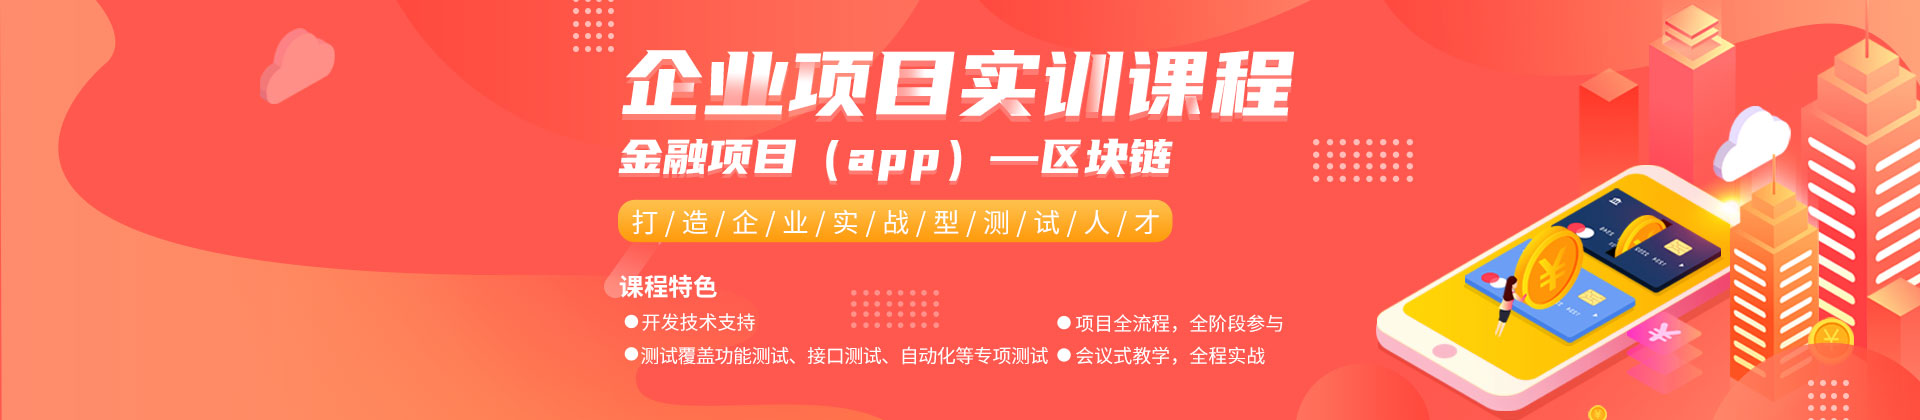 企业项目实训课程
金融项目（app）—区块链
打/造/企/业/实/战/型/测/试/人/才
课程特色
●开发技术支持
●项目全流程，全阶段参与
●测试覆盖功能测试、接口测试、自动化等专项测试
●会议式教学，全程实战